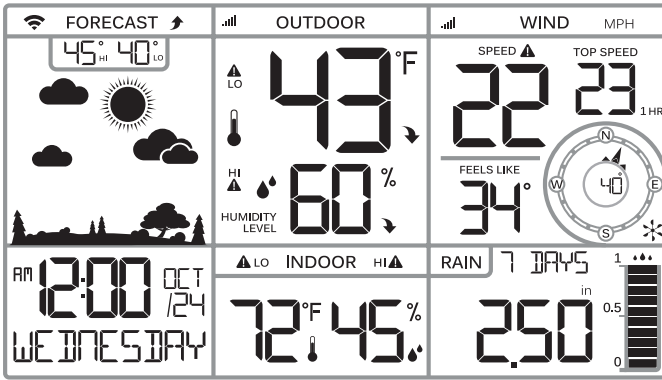 FORECAST
45° HI 40° LO
AM 12:00 OCT /24
WEDNESDAY
OUTDOOR
LO 43 °F
HI 60 %
HUMIDITY LEVEL
LO INDOOR HI
72 °F 45 %
WIND MPH
SPEED TOP SPEED
22 23 1 HR
FEELS LIKE
34°
N
W 40° E
S
RAIN 7 DAYS
in
2.50
1
0.5
0